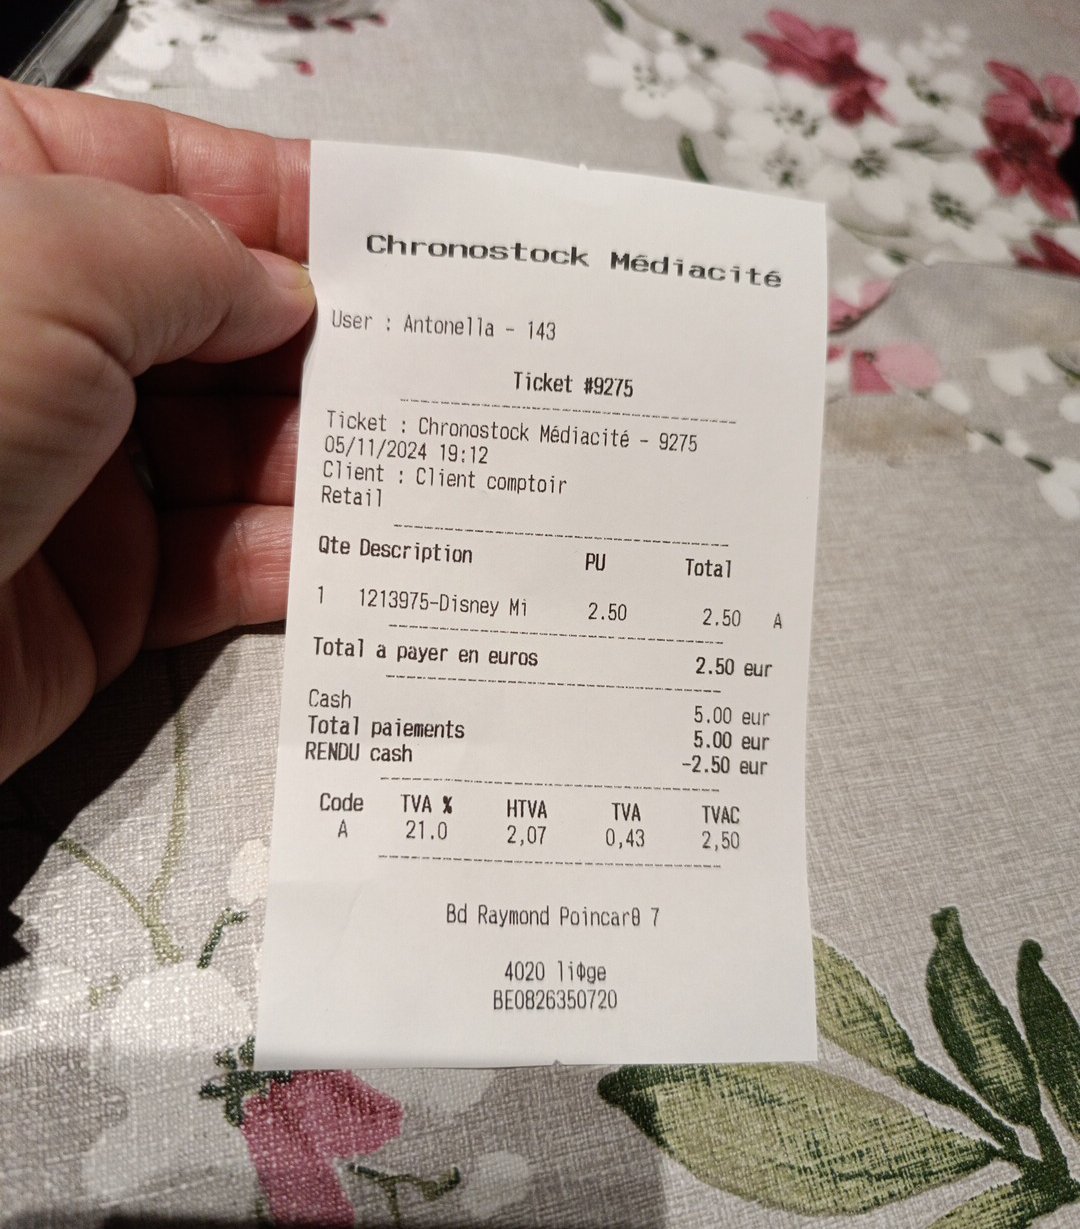 Chronostock Médiacité
User : Antonella - 143
Ticket #9275
Ticket : Chronostock Médiacité - 9275
05/11/2024 19:12
Client : Client comptoir
Retail
Qte Description PU Total
1 1213975-Disney Mi 2.50 2.50 A
Total a payer en euros 2.50 eur
Cash 5.00 eur
Total paiements 5.00 eur
RENDU cash -2.50 eur
Code TVA % HTVA TVA TVAC
A 21.0 2,07 0,43 2,50
Bd Raymond Poincarθ 7
4020 liΦge
BE0826350720